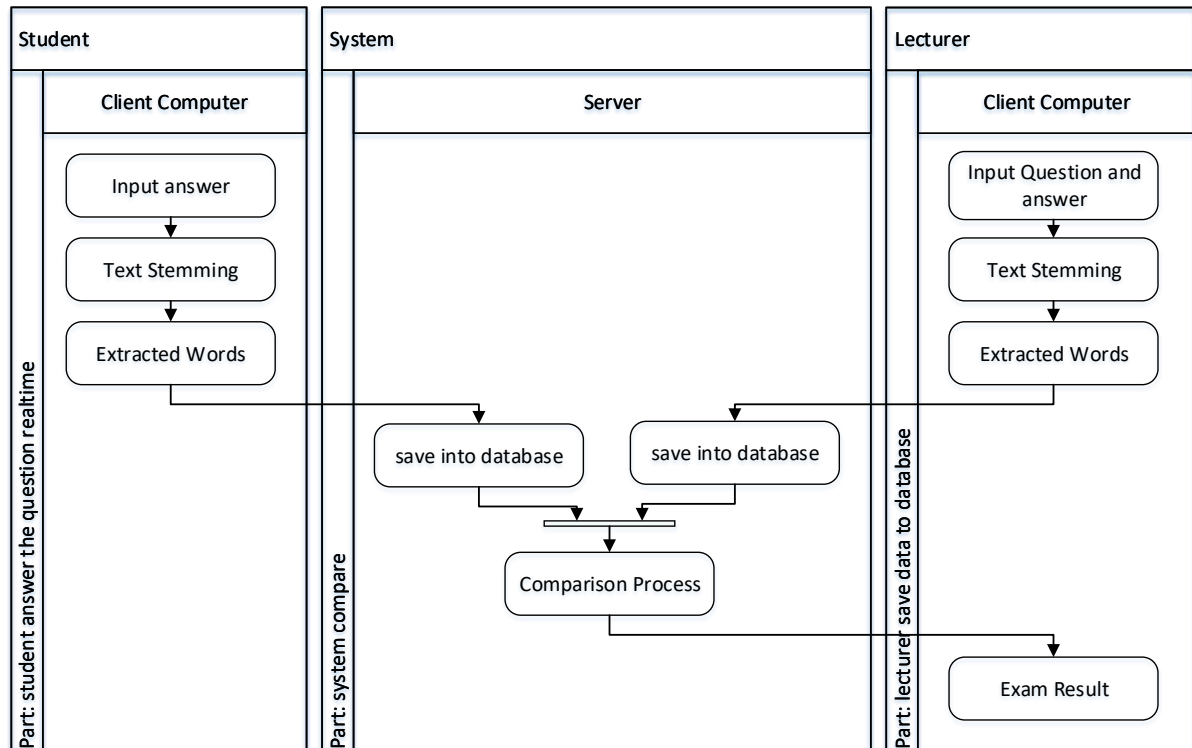 Student
Client Computer
Part: student answer the question realtime
Input answer
Text Stemming
Extracted Words
System
Server
Part: system compare
save into database
save into database
Comparison Process
Lecturer
Client Computer
Part: lecturer save data to database
Input Question and
answer
Text Stemming
Extracted Words
Exam Result